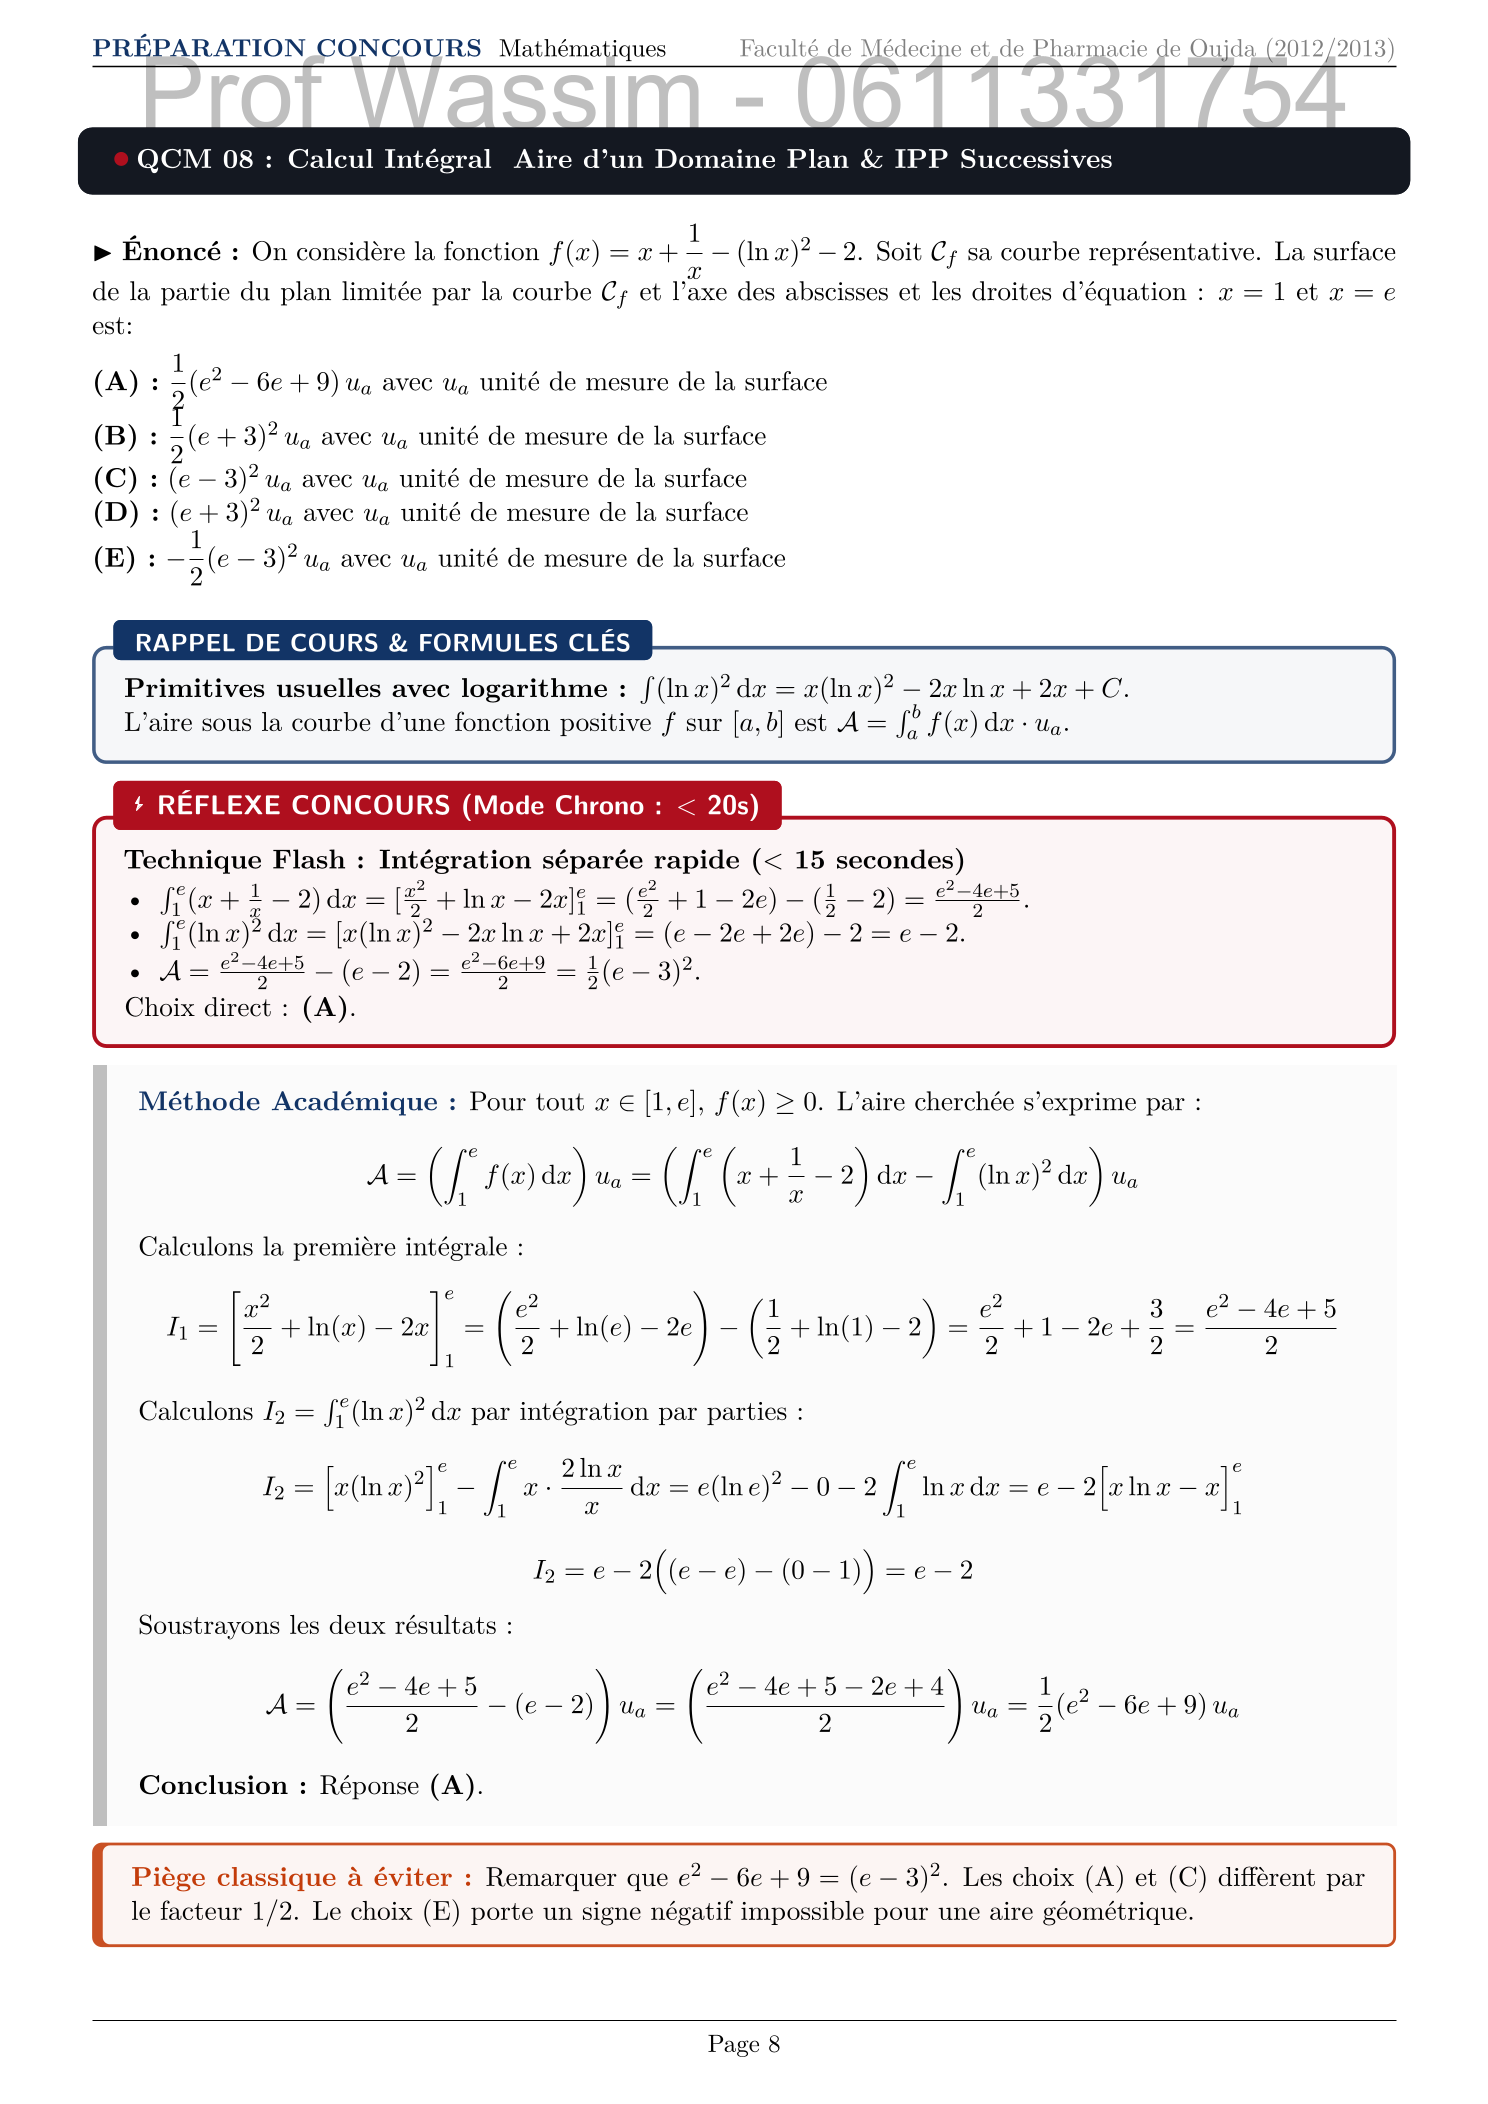 PRÉPARATION CONCOURS Mathématiques Faculté de Médecine et de Pharmacie de Oujda (2012/2013)
Prof Wassim - 0611331754
• QCM 08 : Calcul Intégral Aire d'un Domaine Plan & IPP Successives
▶ Énoncé : On considère la fonction f(x) = x + 1/x − (ln x)² − 2. Soit 𝒞_f sa courbe représentative. La surface
de la partie du plan limitée par la courbe 𝒞_f et l'axe des abscisses et les droites d'équation : x = 1 et x = e
est:
(A) : 1/2(e² − 6e + 9) u_a avec u_a unité de mesure de la surface
(B) : 1/2(e + 3)² u_a avec u_a unité de mesure de la surface
(C) : (e − 3)² u_a avec u_a unité de mesure de la surface
(D) : (e + 3)² u_a avec u_a unité de mesure de la surface
(E) : −1/2(e − 3)² u_a avec u_a unité de mesure de la surface
RAPPEL DE COURS & FORMULES CLÉS
Primitives usuelles avec logarithme : ∫(ln x)² dx = x(ln x)² − 2x ln x + 2x + C.
L'aire sous la courbe d'une fonction positive f sur [a, b] est 𝒜 = ∫_a^b f(x) dx · u_a.
⚡ RÉFLEXE CONCOURS (Mode Chrono : < 20s)
Technique Flash : Intégration séparée rapide (< 15 secondes)
• ∫_1^e (x + 1/x − 2) dx = [x²/2 + ln x − 2x]_1^e = (e²/2 + 1 − 2e) − (1/2 − 2) = (e²−4e+5)/2.
• ∫_1^e (ln x)² dx = [x(ln x)² − 2x ln x + 2x]_1^e = (e − 2e + 2e) − 2 = e − 2.
• 𝒜 = (e²−4e+5)/2 − (e − 2) = (e²−6e+9)/2 = 1/2(e − 3)².
Choix direct : (A).
Méthode Académique : Pour tout x ∈ [1, e], f(x) ≥ 0. L'aire cherchée s'exprime par :
𝒜 = (∫_1^e f(x) dx) u_a = (∫_1^e (x + 1/x − 2) dx − ∫_1^e (ln x)² dx) u_a
Calculons la première intégrale :
I₁ = [x²/2 + ln(x) − 2x]_1^e = (e²/2 + ln(e) − 2e) − (1/2 + ln(1) − 2) = e²/2 + 1 − 2e + 3/2 = (e² − 4e + 5)/2
Calculons I₂ = ∫_1^e (ln x)² dx par intégration par parties :
I₂ = [x(ln x)²]_1^e − ∫_1^e x · (2 ln x)/x dx = e(ln e)² − 0 − 2 ∫_1^e ln x dx = e − 2[x ln x − x]_1^e
I₂ = e − 2((e − e) − (0 − 1)) = e − 2
Soustrayons les deux résultats :
𝒜 = ((e² − 4e + 5)/2 − (e − 2)) u_a = ((e² − 4e + 5 − 2e + 4)/2) u_a = 1/2(e² − 6e + 9) u_a
Conclusion : Réponse (A).
Piège classique à éviter : Remarquer que e² − 6e + 9 = (e − 3)². Les choix (A) et (C) diffèrent par
le facteur 1/2. Le choix (E) porte un signe négatif impossible pour une aire géométrique.
Page 8